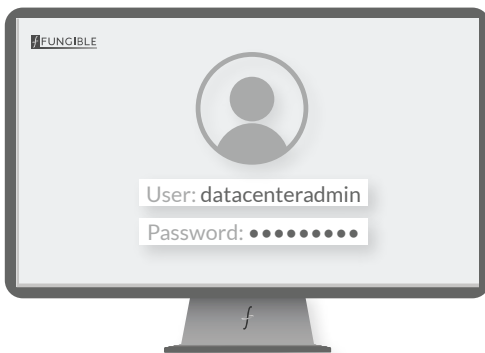 FUNGIBLE
User: datacenteradmin
Password: •••••••••
f